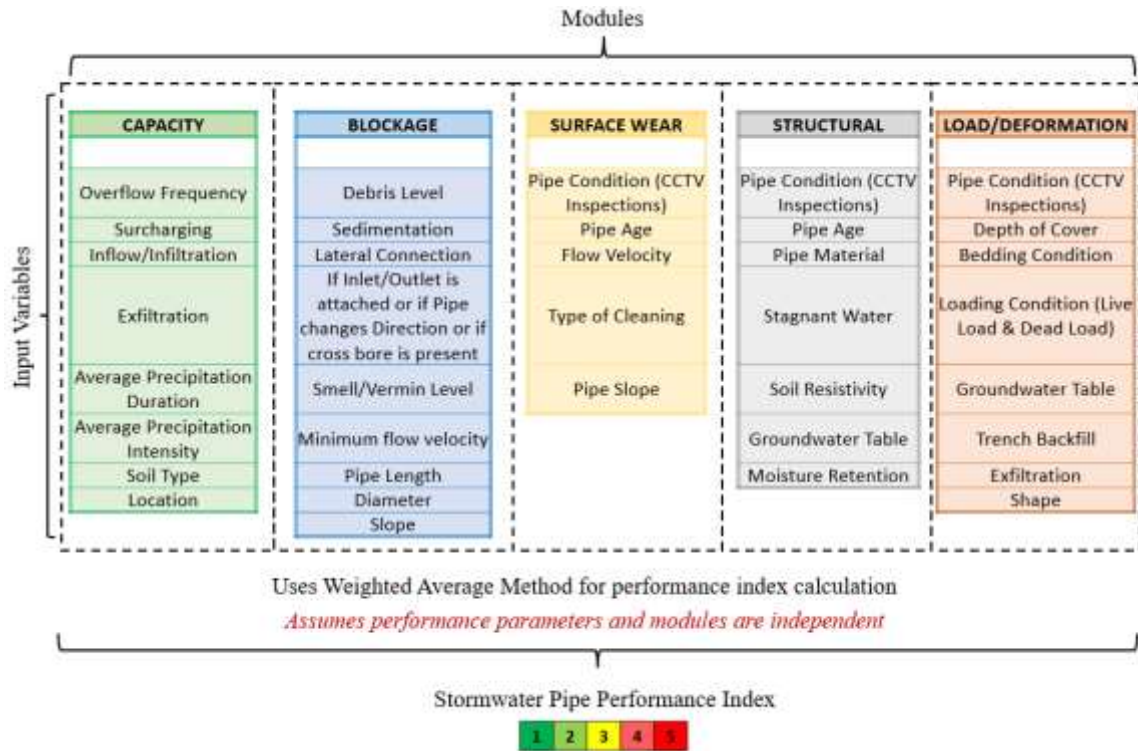 Modules
Input Variables
CAPACITY
Overflow Frequency
Surcharging
Inflow/Infiltration
Exfiltration
Average Precipitation
Duration
Average Precipitation
Intensity
Soil Type
Location
BLOCKAGE
Debris Level
Sedimentation
Lateral Connection
If Inlet/Outlet is
attached or if Pipe
changes Direction or if
cross bore is present
Smell/Vermin Level
Minimum flow velocity
Pipe Length
Diameter
Slope
SURFACE WEAR
Pipe Condition (CCTV
Inspections)
Pipe Age
Flow Velocity
Type of Cleaning
Pipe Slope
STRUCTURAL
Pipe Condition (CCTV
Inspections)
Pipe Age
Pipe Material
Stagnant Water
Soil Resistivity
Groundwater Table
Moisture Retention
LOAD/DEFORMATION
Pipe Condition (CCTV
Inspections)
Depth of Cover
Bedding Condition
Loading Condition (Live
Load & Dead Load)
Groundwater Table
Trench Backfill
Exfiltration
Shape
Uses Weighted Average Method for performance index calculation
Assumes performance parameters and modules are independent
Stormwater Pipe Performance Index
1 2 3 4 5